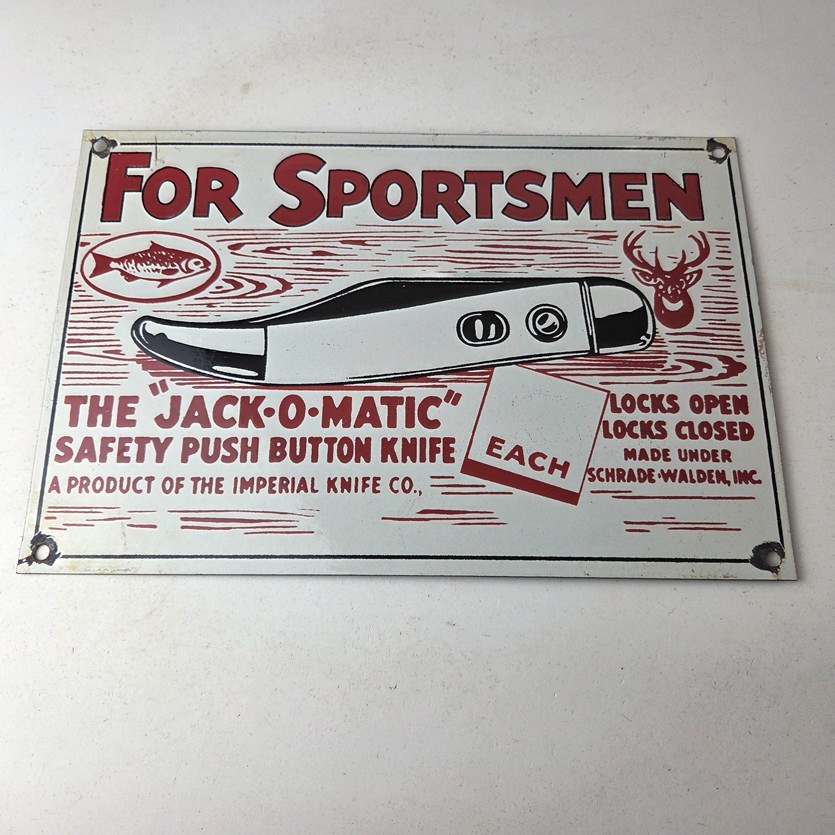 FOR SPORTSMEN
THE "JACK·O·MATIC"
SAFETY PUSH BUTTON KNIFE
A PRODUCT OF THE IMPERIAL KNIFE CO.,
EACH
LOCKS OPEN
LOCKS CLOSED
MADE UNDER
SCHRADE·WALDEN, INC.